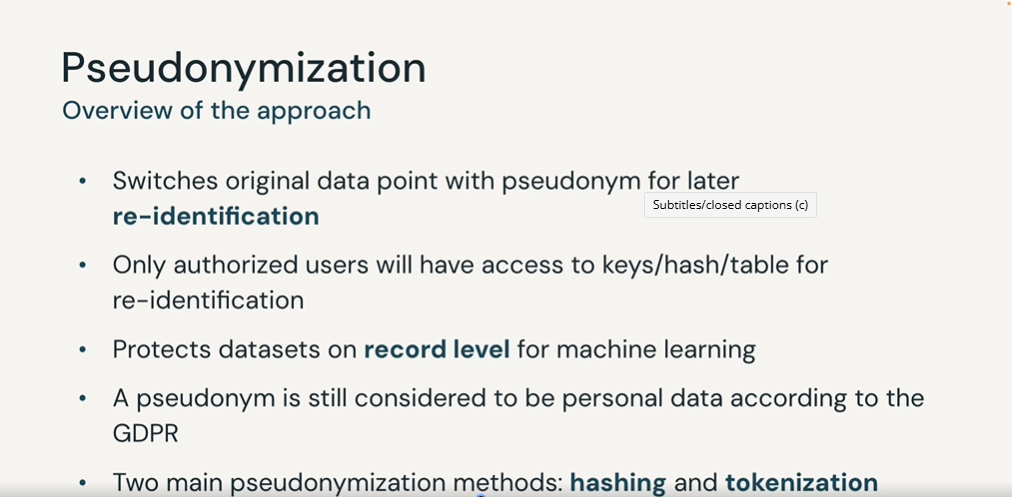 Pseudonymization
Overview of the approach
• Switches original data point with pseudonym for later
re-identification
Subtitles/closed captions (c)
• Only authorized users will have access to keys/hash/table for
re-identification
• Protects datasets on record level for machine learning
• A pseudonym is still considered to be personal data according to the
GDPR
• Two main pseudonymization methods: hashing and tokenization